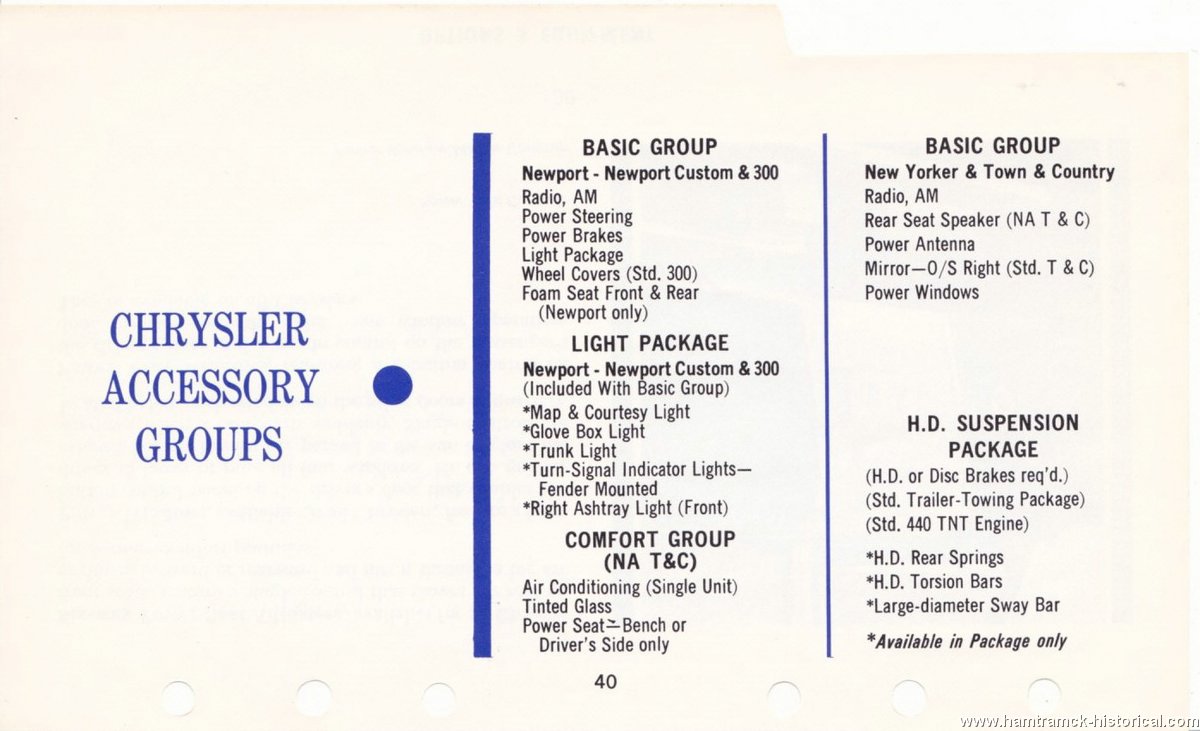 CHRYSLER
ACCESSORY
GROUPS
BASIC GROUP
Newport - Newport Custom & 300
Radio, AM
Power Steering
Power Brakes
Light Package
Wheel Covers (Std. 300)
Foam Seat Front & Rear
(Newport only)
LIGHT PACKAGE
Newport - Newport Custom & 300
(Included With Basic Group)
*Map & Courtesy Light
*Glove Box Light
*Trunk Light
*Turn-Signal Indicator Lights—
Fender Mounted
*Right Ashtray Light (Front)
COMFORT GROUP
(NA T&C)
Air Conditioning (Single Unit)
Tinted Glass
Power Seat—Bench or
Driver's Side only
BASIC GROUP
New Yorker & Town & Country
Radio, AM
Rear Seat Speaker (NA T & C)
Power Antenna
Mirror—O/S Right (Std. T & C)
Power Windows
H.D. SUSPENSION
PACKAGE
(H.D. or Disc Brakes req'd.)
(Std. Trailer-Towing Package)
(Std. 440 TNT Engine)
*H.D. Rear Springs
*H.D. Torsion Bars
*Large-diameter Sway Bar
*Available in Package only
40
www.hamtramck-historical.com